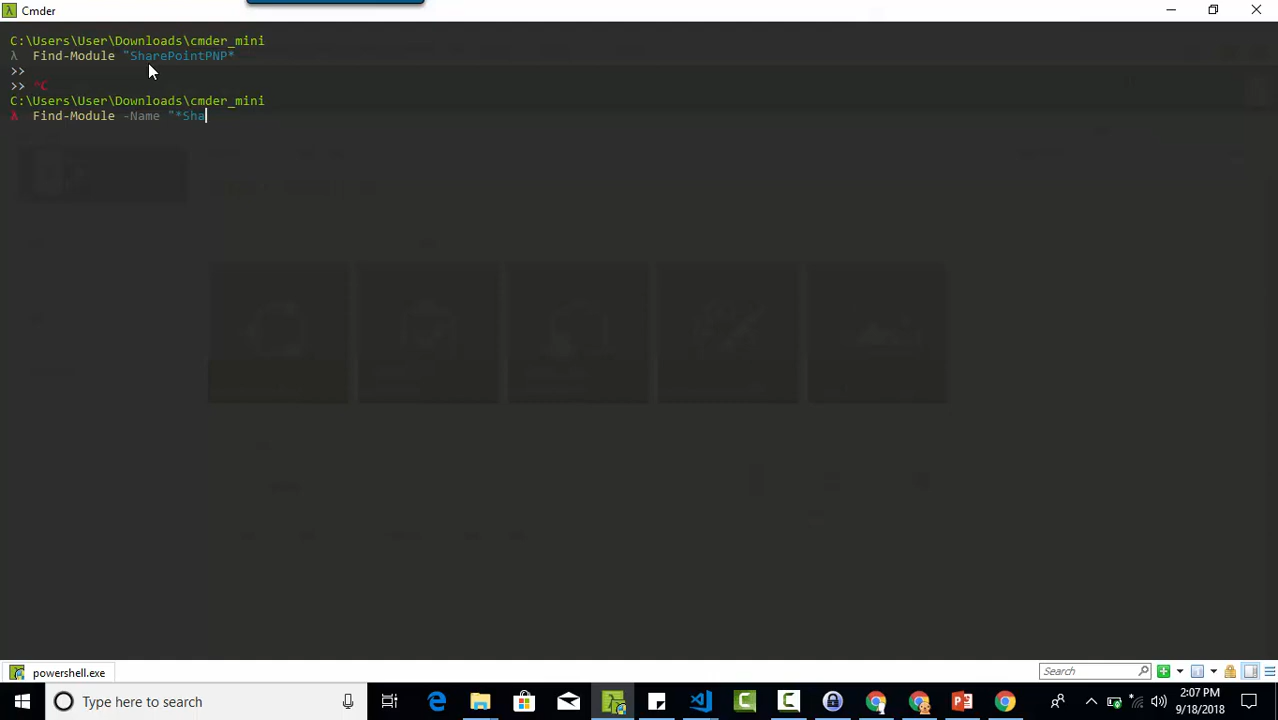 Cmder
C:\Users\User\Downloads\cmder_mini
λ Find-Module "SharePointPNP*
>>
>> ^C
C:\Users\User\Downloads\cmder_mini
λ Find-Module -Name "*Sha
powershell.exe
Search
Type here to search
2:07 PM
9/18/2018